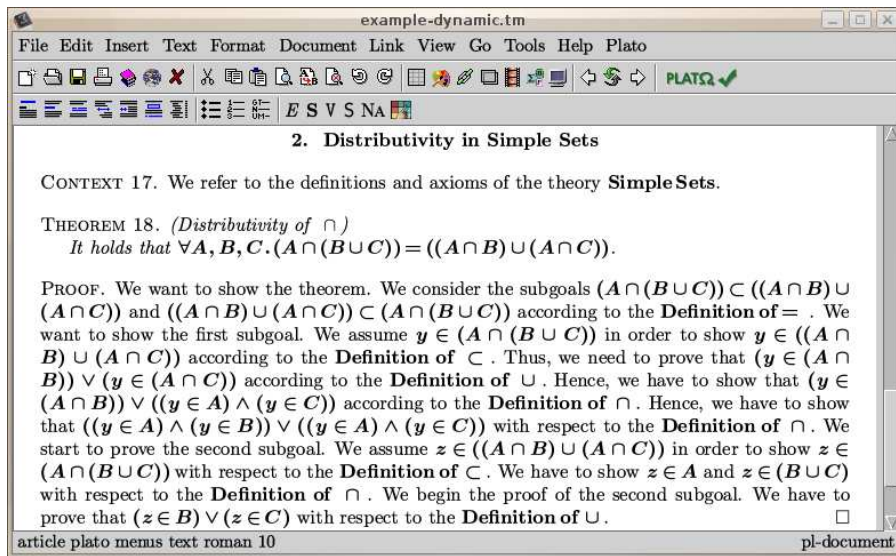 example-dynamic.tm
File Edit Insert Text Format Document Link View Go Tools Help Plato
PLATΩ
E S V S NA
2. Distributivity in Simple Sets
CONTEXT 17. We refer to the definitions and axioms of the theory Simple Sets.
THEOREM 18. (Distributivity of ∩ )
It holds that ∀A, B, C.(A ∩ (B ∪ C)) = ((A ∩ B) ∪ (A ∩ C)).
PROOF. We want to show the theorem. We consider the subgoals (A ∩ (B ∪ C)) ⊂ ((A ∩ B) ∪
(A ∩ C)) and ((A ∩ B) ∪ (A ∩ C)) ⊂ (A ∩ (B ∪ C)) according to the Definition of = . We
want to show the first subgoal. We assume y ∈ (A ∩ (B ∪ C)) in order to show y ∈ ((A ∩
B) ∪ (A ∩ C)) according to the Definition of ⊂ . Thus, we need to prove that (y ∈ (A ∩
B)) ∨ (y ∈ (A ∩ C)) according to the Definition of ∪ . Hence, we have to show that (y ∈
(A ∩ B)) ∨ ((y ∈ A) ∧ (y ∈ C)) according to the Definition of ∩ . Hence, we have to show
that ((y ∈ A) ∧ (y ∈ B)) ∨ ((y ∈ A) ∧ (y ∈ C)) with respect to the Definition of ∩ . We
start to prove the second subgoal. We assume z ∈ ((A ∩ B) ∪ (A ∩ C)) in order to show z ∈
(A ∩ (B ∪ C)) with respect to the Definition of ⊂ . We have to show z ∈ A and z ∈ (B ∪ C)
with respect to the Definition of ∩ . We begin the proof of the second subgoal. We have to
prove that (z ∈ B) ∨ (z ∈ C) with respect to the Definition of ∪ . □
article plato menus text roman 10 pl-document